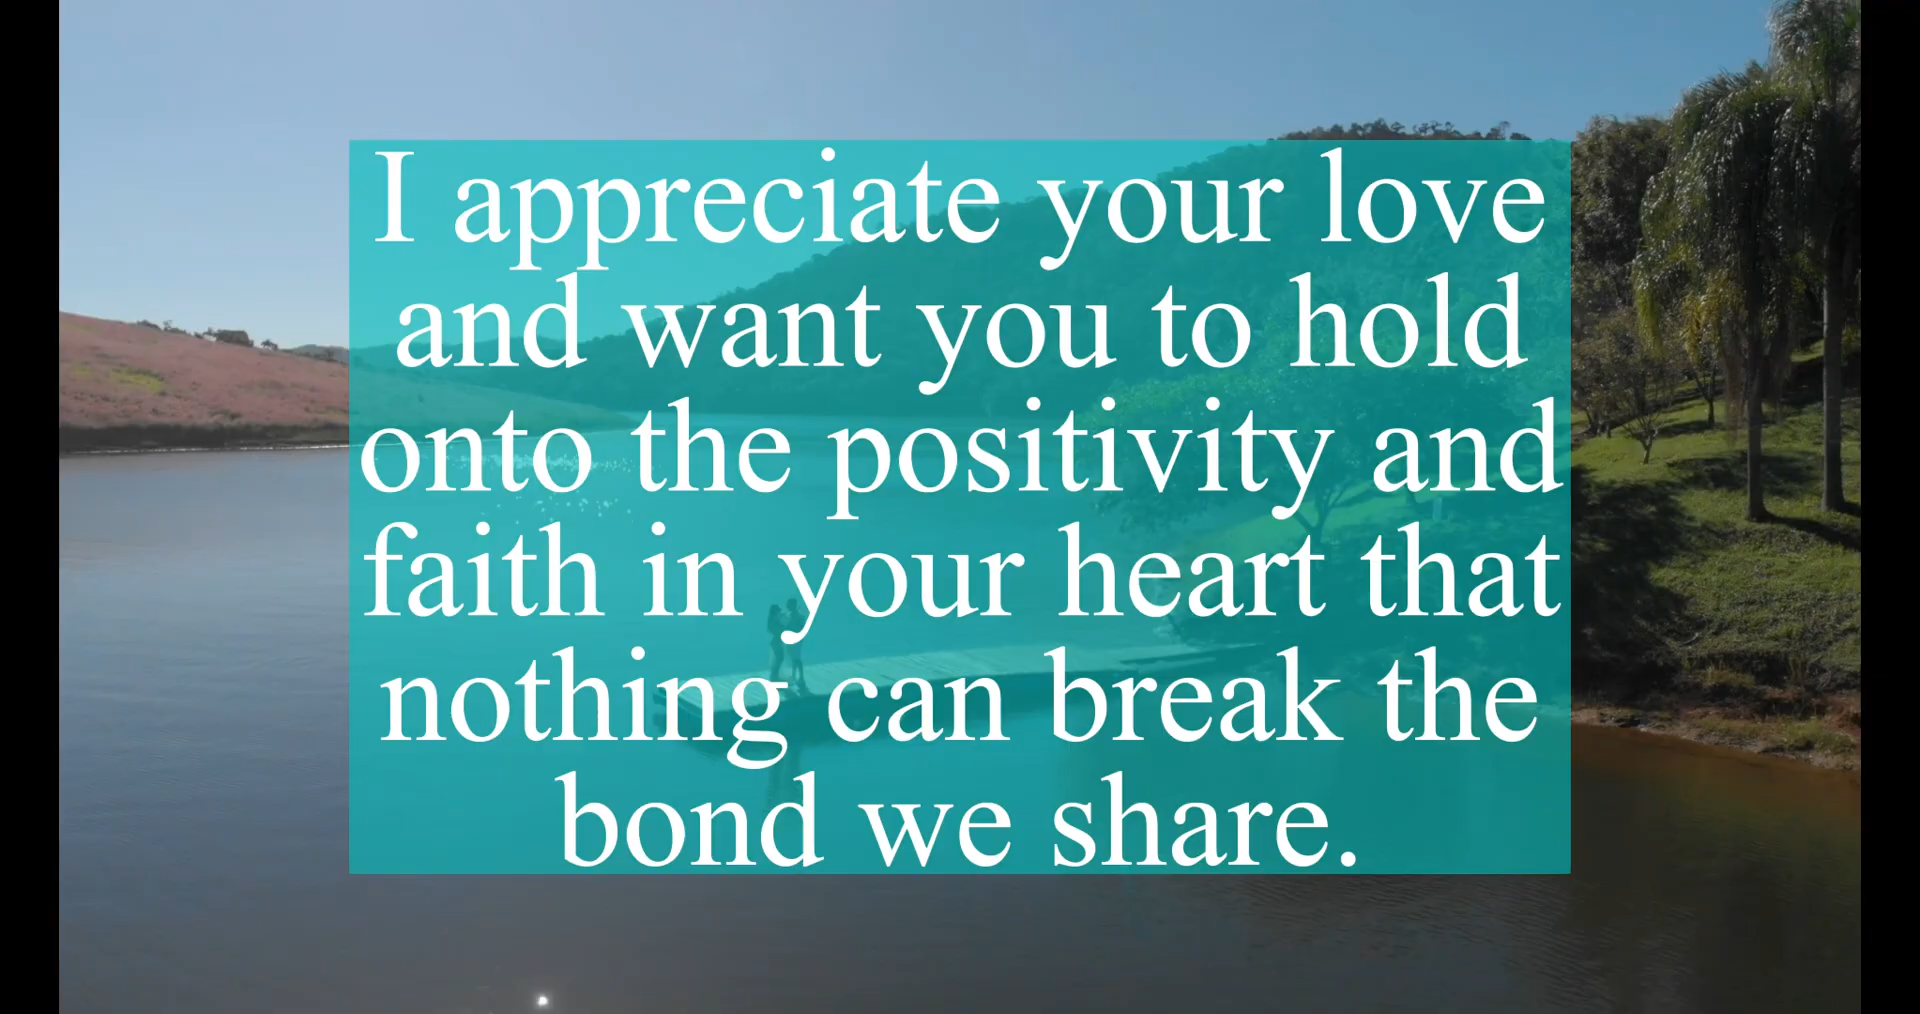 I appreciate your love
and want you to hold
onto the positivity and
faith in your heart that
nothing can break the
bond we share.